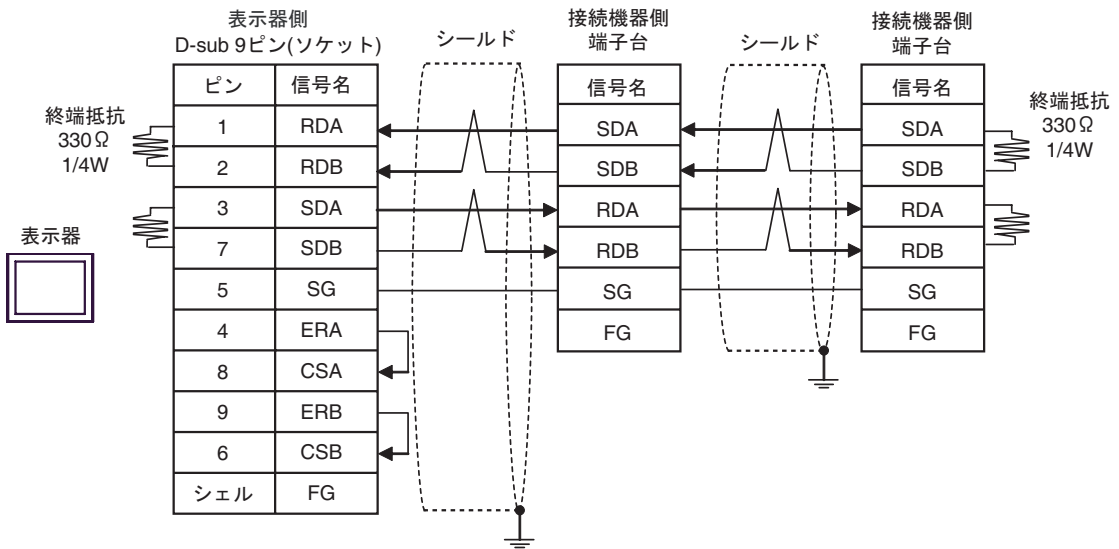 表示器側
D-sub 9ピン(ソケット)
シールド
接続機器側
端子台
シールド
接続機器側
端子台
ピン 信号名
1 RDA
2 RDB
3 SDA
7 SDB
5 SG
4 ERA
8 CSA
9 ERB
6 CSB
シェル FG
終端抵抗
330Ω
1/4W
表示器
信号名
SDA
SDB
RDA
RDB
SG
FG
信号名
SDA
SDB
RDA
RDB
SG
FG
終端抵抗
330Ω
1/4W